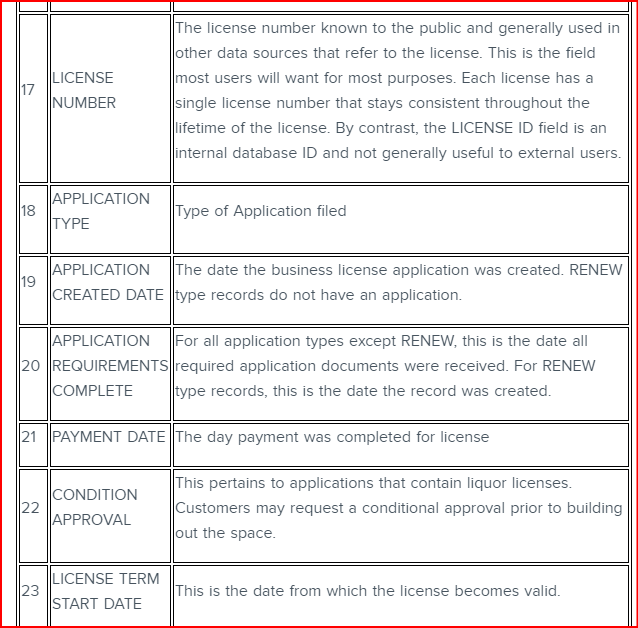 17
LICENSE
NUMBER
The license number known to the public and generally used in
other data sources that refer to the license. This is the field
most users will want for most purposes. Each license has a
single license number that stays consistent throughout the
lifetime of the license. By contrast, the LICENSE ID field is an
internal database ID and not generally useful to external users.
18
APPLICATION
TYPE
Type of Application filed
19
APPLICATION
CREATED DATE
The date the business license application was created. RENEW
type records do not have an application.
20
APPLICATION
REQUIREMENTS
COMPLETE
For all application types except RENEW, this is the date all
required application documents were received. For RENEW
type records, this is the date the record was created.
21
PAYMENT DATE
The day payment was completed for license
22
CONDITION
APPROVAL
This pertains to applications that contain liquor licenses.
Customers may request a conditional approval prior to building
out the space.
23
LICENSE TERM
START DATE
This is the date from which the license becomes valid.